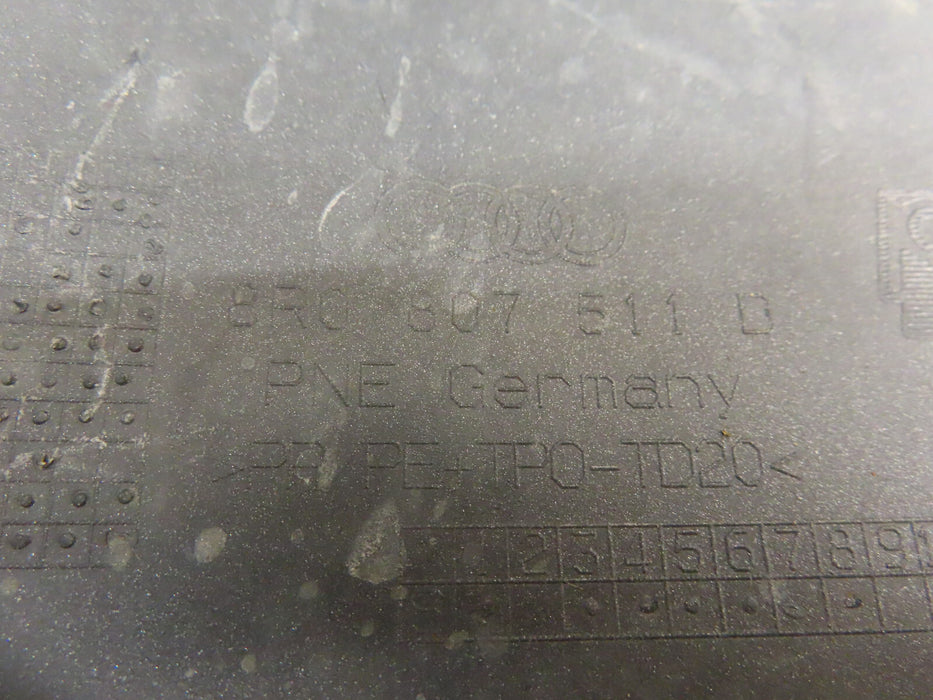 8R0 807 511 D
PNE Germany
>PP/PE+TPO-TD20<
1 2 3 4 5 6 7 8 9